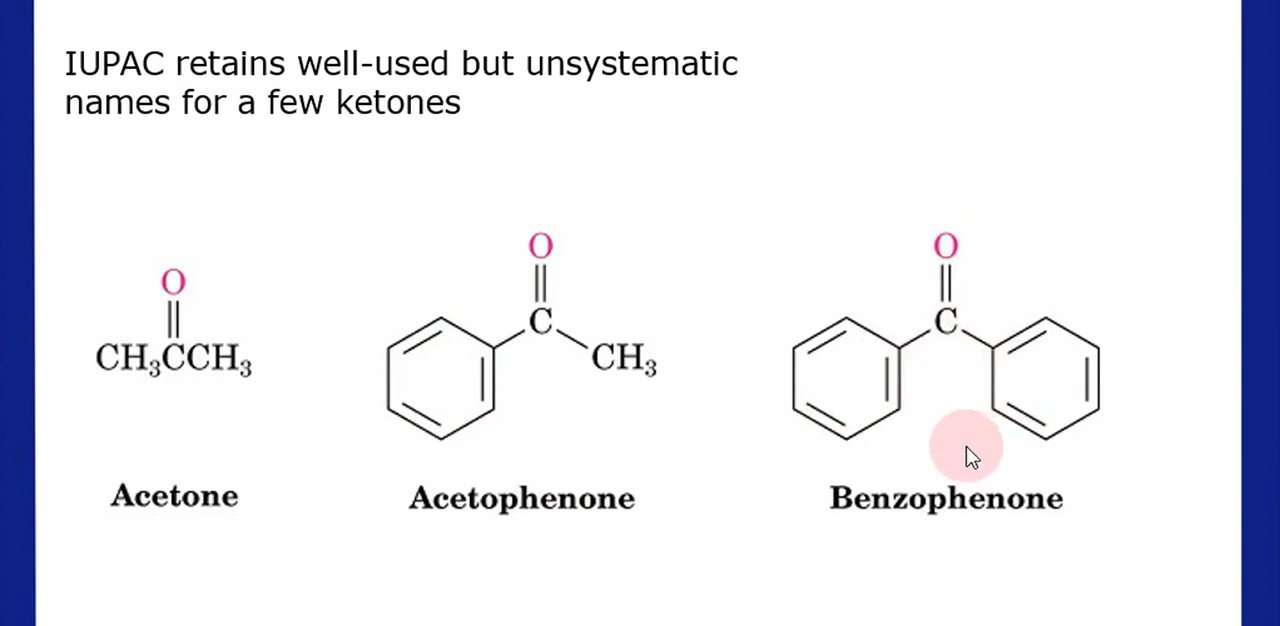 IUPAC retains well-used but unsystematic
names for a few ketones
O
O
O
C
C
CH₃CCH₃
CH₃
Acetone
Acetophenone
Benzophenone